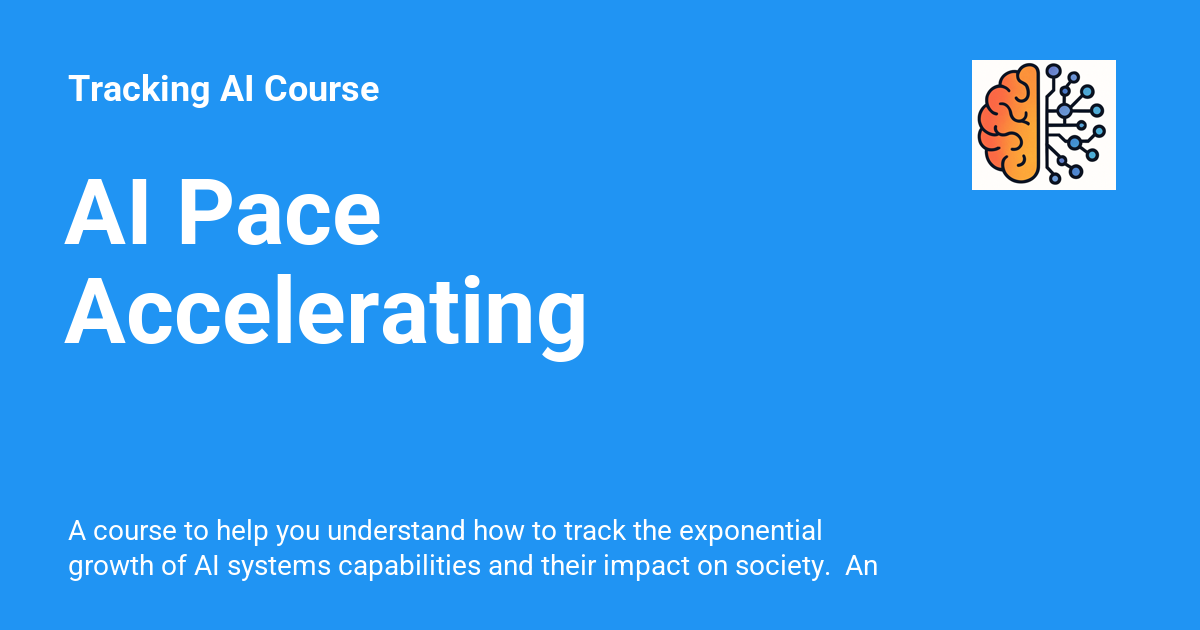 Tracking AI Course
AI Pace
Accelerating
A course to help you understand how to track the exponential
growth of AI systems capabilities and their impact on society.  An